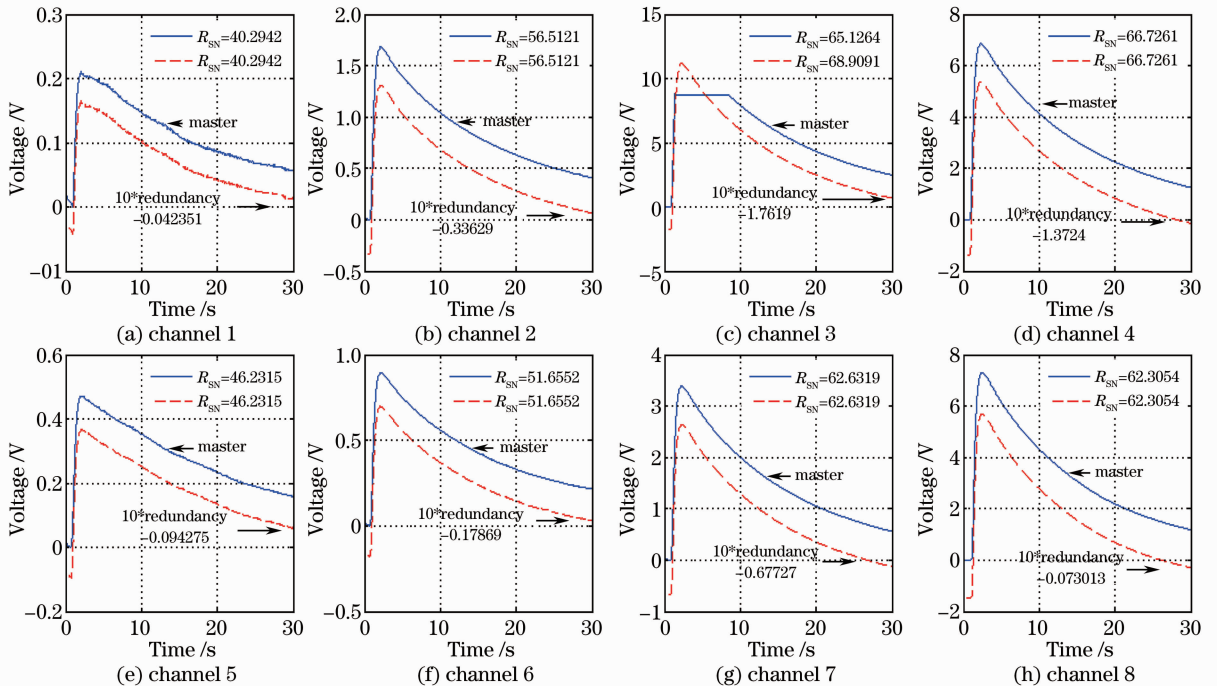 0.3
0.2
0.1
0
−01
Voltage /V
R_SN=40.2942
R_SN=40.2942
master
10*redundancy
−0.042351
0 10 20 30
Time /s
(a) channel 1
2.0
1.5
1.0
0.5
0.0
−0.5
Voltage /V
R_SN=56.5121
R_SN=56.5121
master
10*redundancy
−0.33629
0 10 20 30
Time /s
(b) channel 2
15
10
5
0
−5
Voltage /V
R_SN=65.1264
R_SN=68.9091
master
10*redundancy
−1.7619
0 10 20 30
Time /s
(c) channel 3
8
6
4
2
0
−2
Voltage /V
R_SN=66.7261
R_SN=66.7261
master
10*redundancy
−1.3724
0 10 20 30
Time /s
(d) channel 4
0.6
0.4
0.2
0
−0.2
Voltage /V
R_SN=46.2315
R_SN=46.2315
master
10*redundancy
−0.094275
0 10 20 30
Time /s
(e) channel 5
1.0
0.5
0.0
−0.5
Voltage /V
R_SN=51.6552
R_SN=51.6552
master
10*redundancy
−0.17869
0 10 20 30
Time /s
(f) channel 6
4
3
2
1
0
−1
Voltage /V
R_SN=62.6319
R_SN=62.6319
master
10*redundancy
−0.67727
0 10 20 30
Time /s
(g) channel 7
8
6
4
2
0
−2
Voltage /V
R_SN=62.3054
R_SN=62.3054
master
10*redundancy
−0.073013
0 10 20 30
Time /s
(h) channel 8